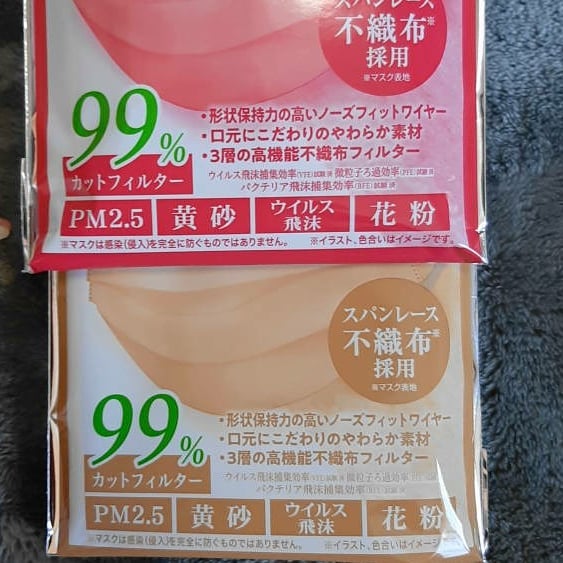 スパンレース
不織布※
採用
※マスク表地
99%
カットフィルター
・形状保持力の高いノーズフィットワイヤー
・口元にこだわりのやわらか素材
・3層の高機能不織布フィルター
ウイルス飛沫捕集効率(VFE)試験済 微粒子ろ過効率(PFE)試験済
バクテリア飛沫捕集効率(BFE)試験済
PM2.5 黄砂 ウイルス飛沫 花粉
※マスクは感染(侵入)を完全に防ぐものではありません。 ※イラスト、色合いはイメージです。
スパンレース
不織布※
採用
※マスク表地
99%
カットフィルター
・形状保持力の高いノーズフィットワイヤー
・口元にこだわりのやわらか素材
・3層の高機能不織布フィルター
ウイルス飛沫捕集効率(VFE)試験済 微粒子ろ過効率(PFE)試験済
バクテリア飛沫捕集効率(BFE)試験済
PM2.5 黄砂 ウイルス飛沫 花粉
※マスクは感染(侵入)を完全に防ぐものではありません。 ※イラスト、色合いはイメージです。